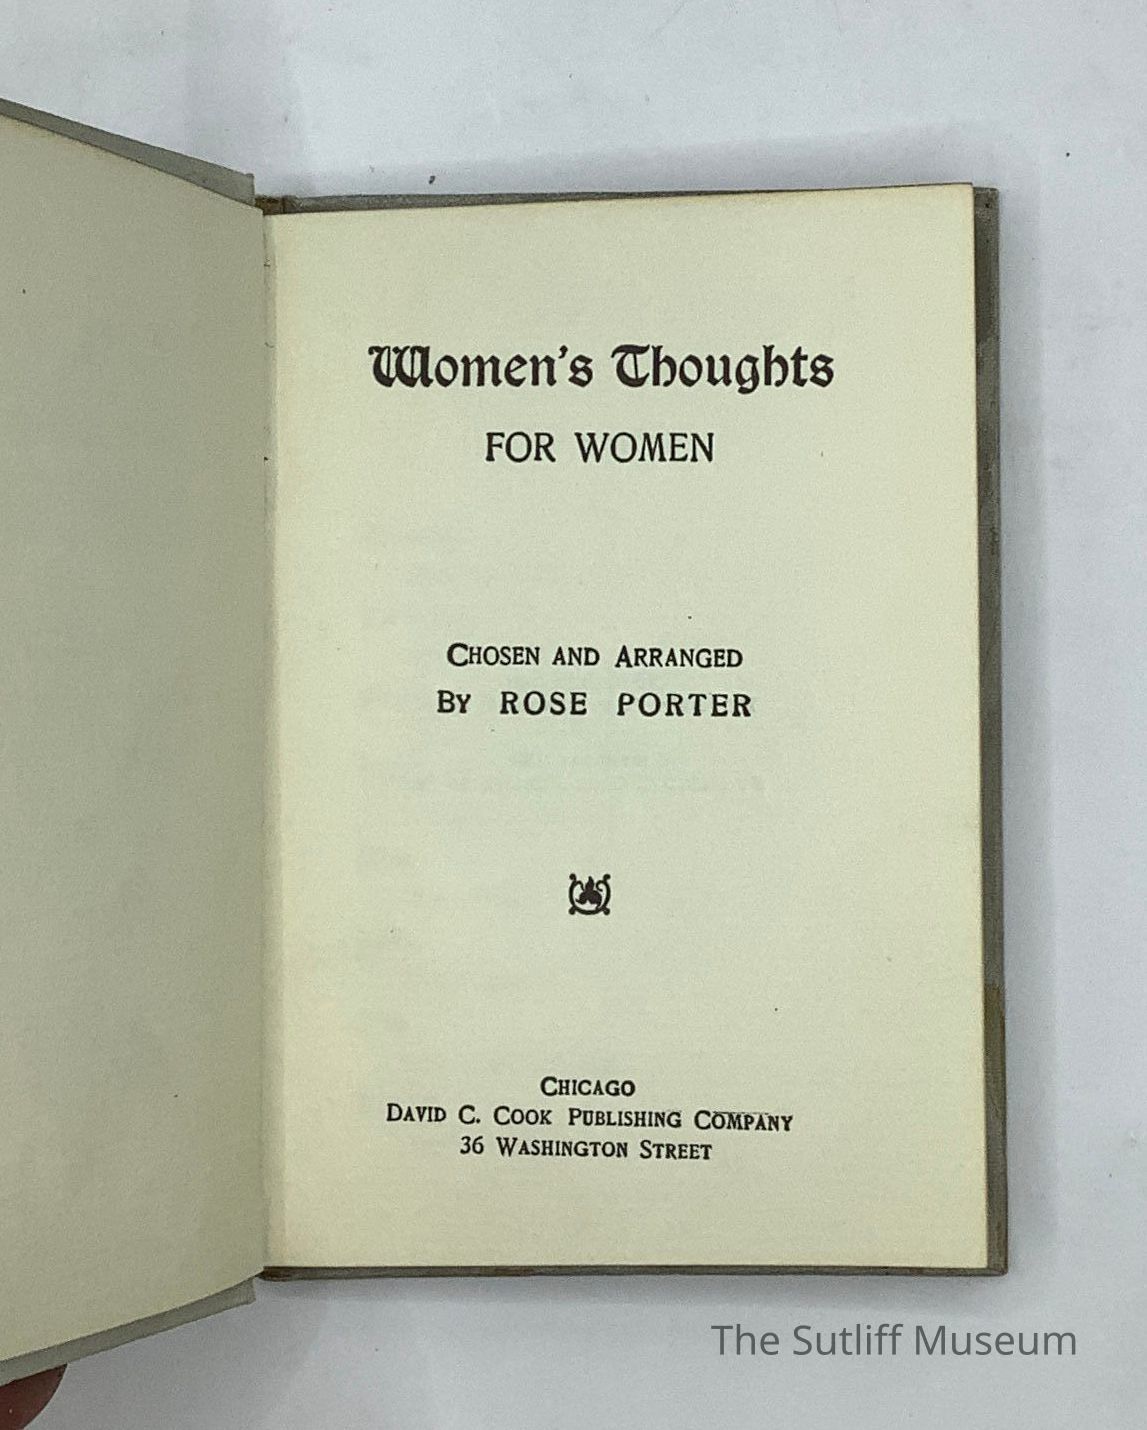 Women's Thoughts
FOR WOMEN
CHOSEN AND ARRANGED
BY ROSE PORTER
CHICAGO
DAVID C. COOK PUBLISHING COMPANY
36 WASHINGTON STREET
The Sutliff Museum